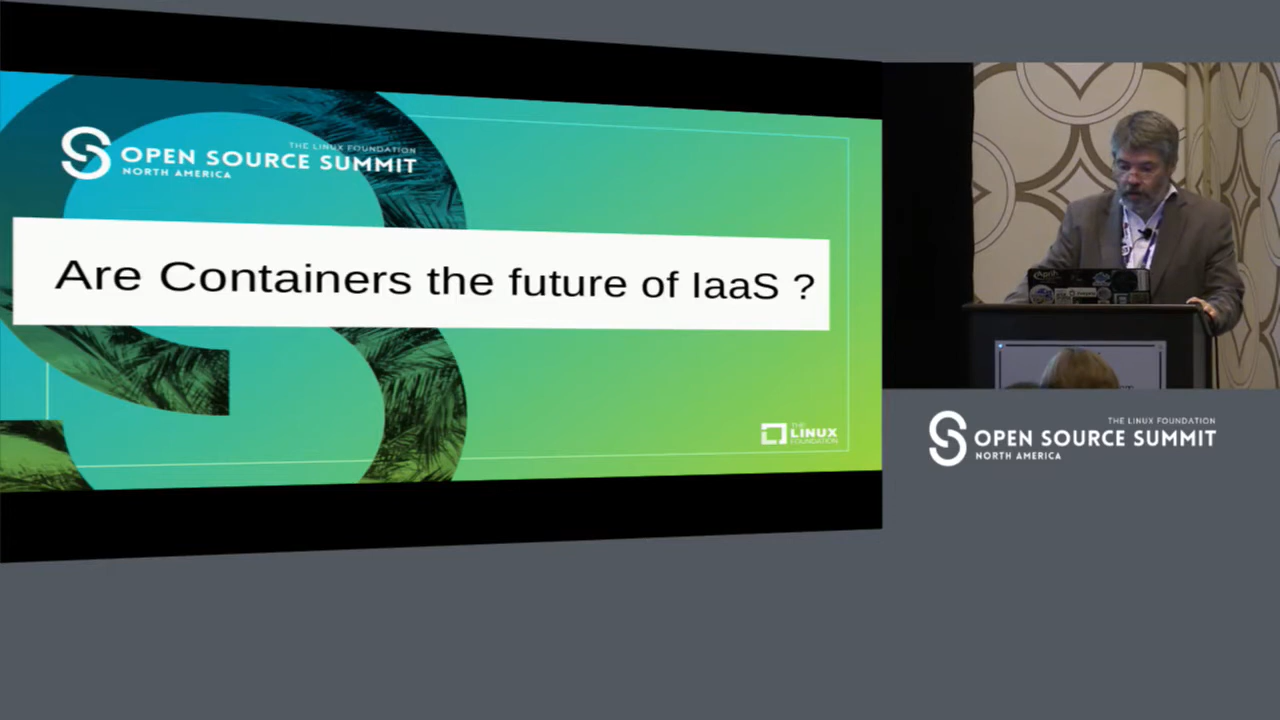 THE LINUX FOUNDATION
OPEN SOURCE SUMMIT
NORTH AMERICA
Are Containers the future of IaaS ?
THE
LINUX
FOUNDATION
April
THE LINUX FOUNDATION
OPEN SOURCE SUMMIT
NORTH AMERICA